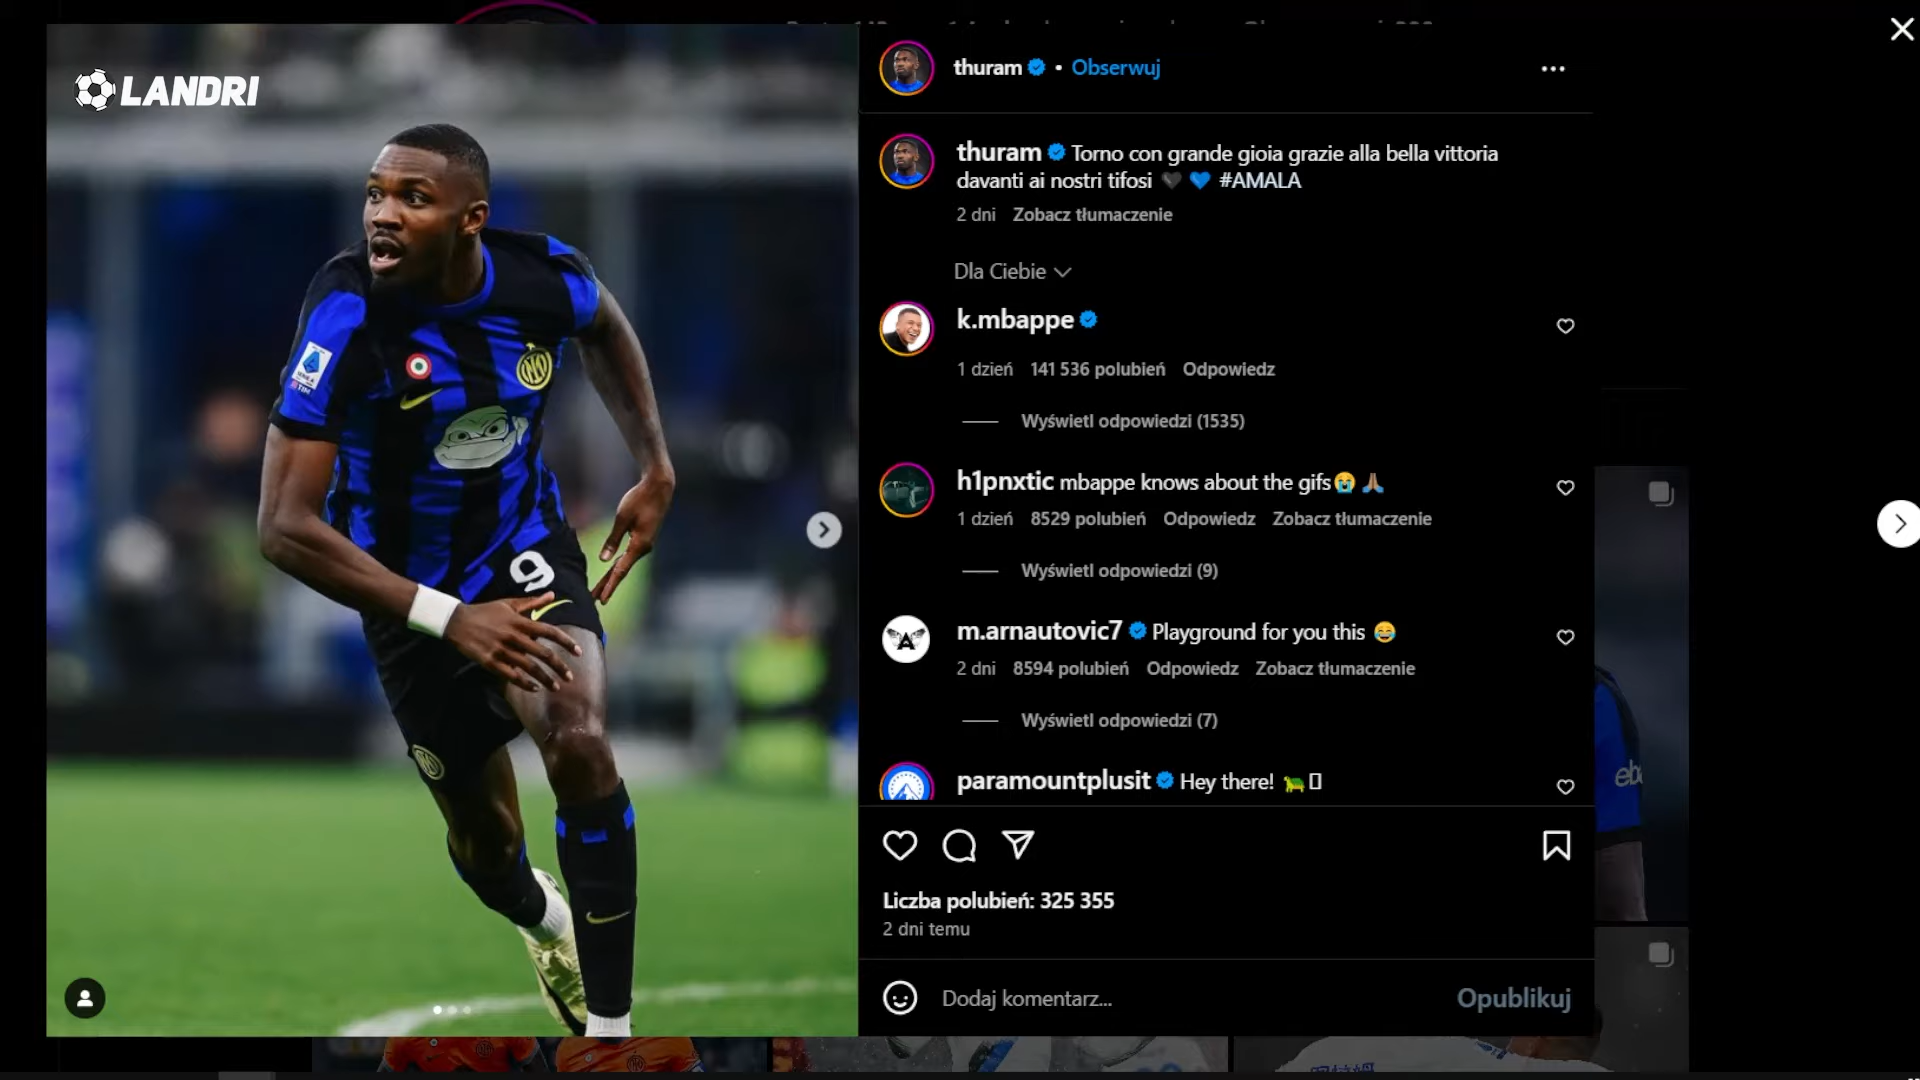 LANDRI
thuram • Obserwuj
thuram Torno con grande gioia grazie alla bella vittoria
davanti ai nostri tifosi 🖤 💙 #AMALA
2 dni Zobacz tłumaczenie
Dla Ciebie
k.mbappe
1 dzień 141 536 polubień Odpowiedz
Wyświetl odpowiedzi (1535)
h1pnxtic mbappe knows about the gifs😭🙏🏽
1 dzień 8529 polubień Odpowiedz Zobacz tłumaczenie
Wyświetl odpowiedzi (9)
m.arnautovic7 Playground for you this 😂
2 dni 8594 polubień Odpowiedz Zobacz tłumaczenie
Wyświetl odpowiedzi (7)
paramountplusit Hey there! 🐢
Liczba polubień: 325 355
2 dni temu
Dodaj komentarz...
Opublikuj
9